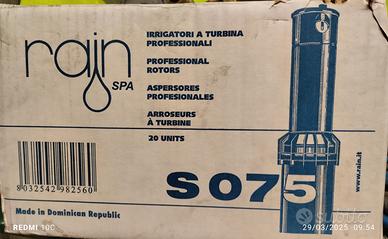 rain
SPA
IRRIGATORI A TURBINA
PROFESSIONALI
PROFESSIONAL
ROTORS
ASPERSORES
PROFESIONALES
ARROSEURS
À TURBINE
20 UNITS
8 032542 982560
S 075
www.rain.it
Made in Dominican Republic
subito
REDMI 10C
29/03/2025 09:54